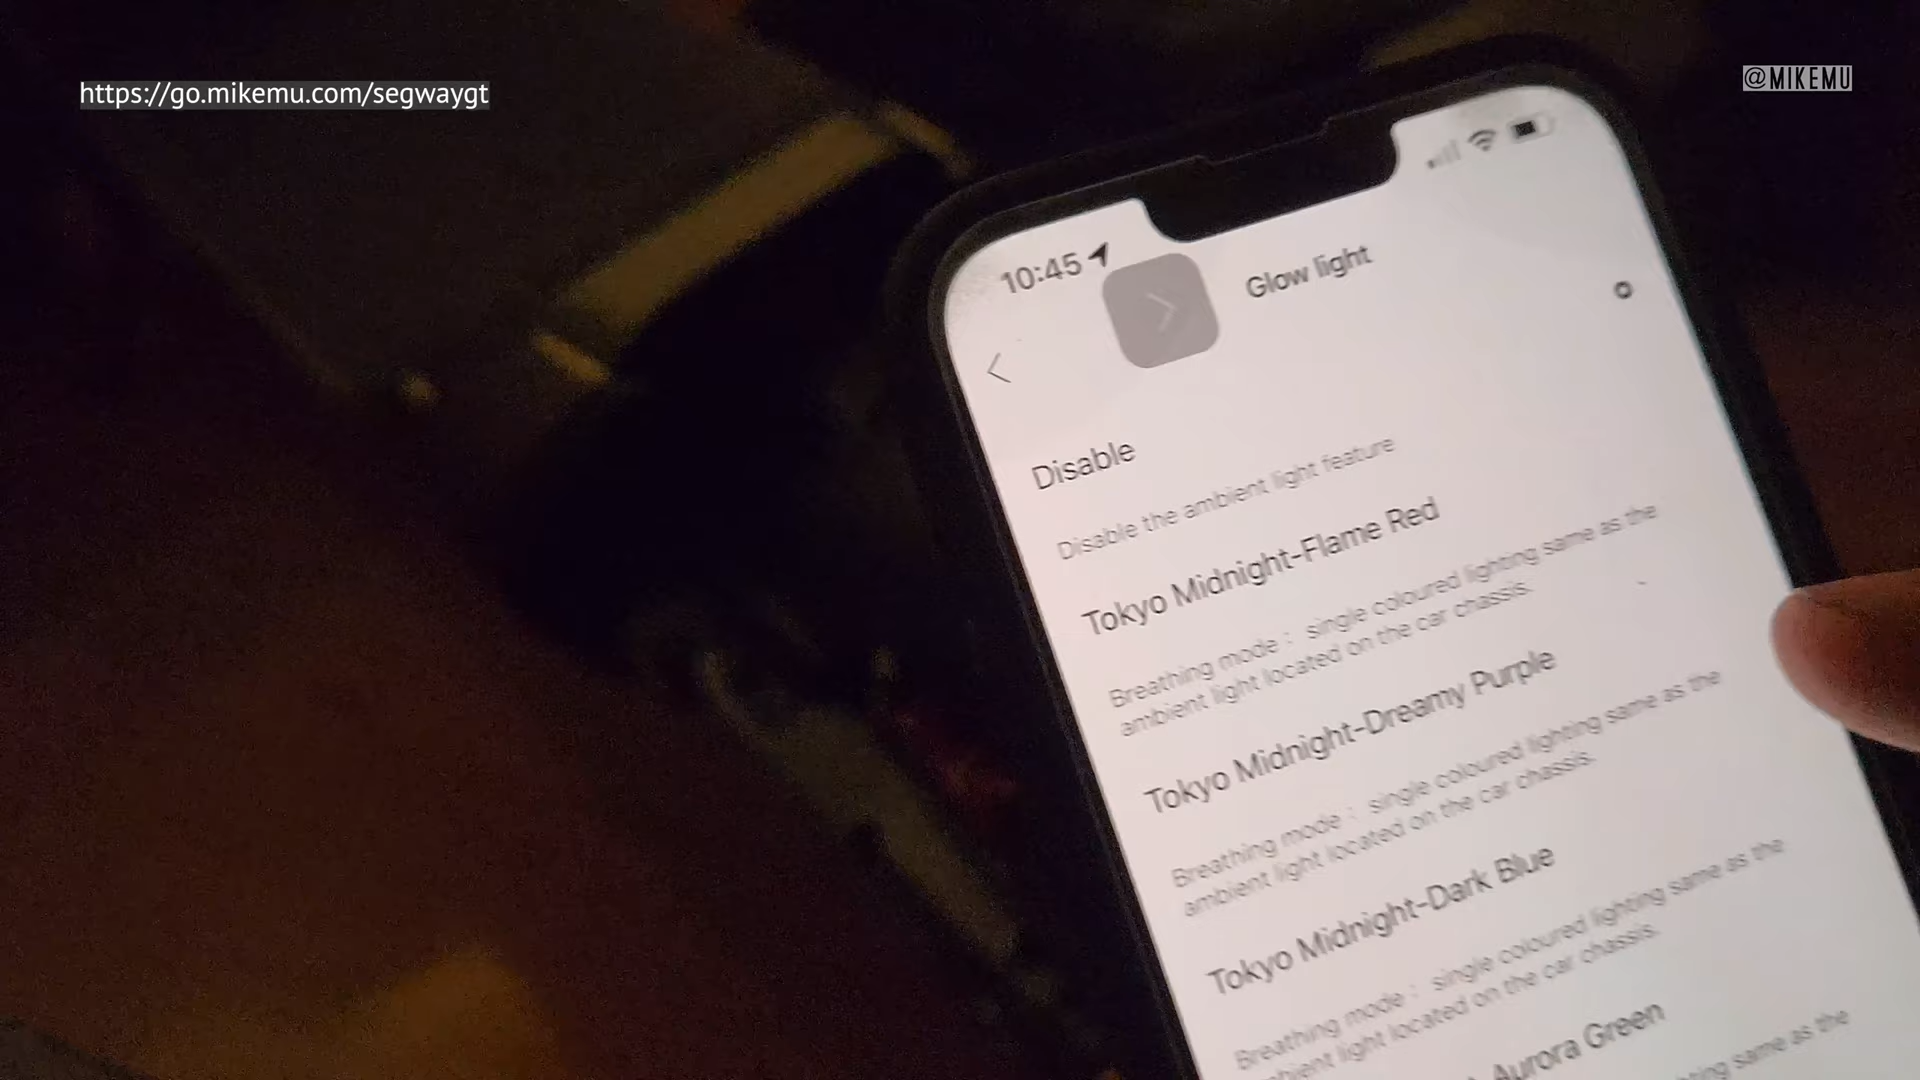 https://go.mikemu.com/segwaygt
@MIKEMU
10:45
Glow light
Disable
Disable the ambient light feature
Tokyo Midnight-Flame Red
Breathing mode： single coloured lighting same as the
ambient light located on the car chassis.
Tokyo Midnight-Dreamy Purple
Breathing mode： single coloured lighting same as the
ambient light located on the car chassis.
Tokyo Midnight-Dark Blue
Breathing mode： single coloured lighting same as the
ambient light located on the car chassis.
Aurora Green
same as the